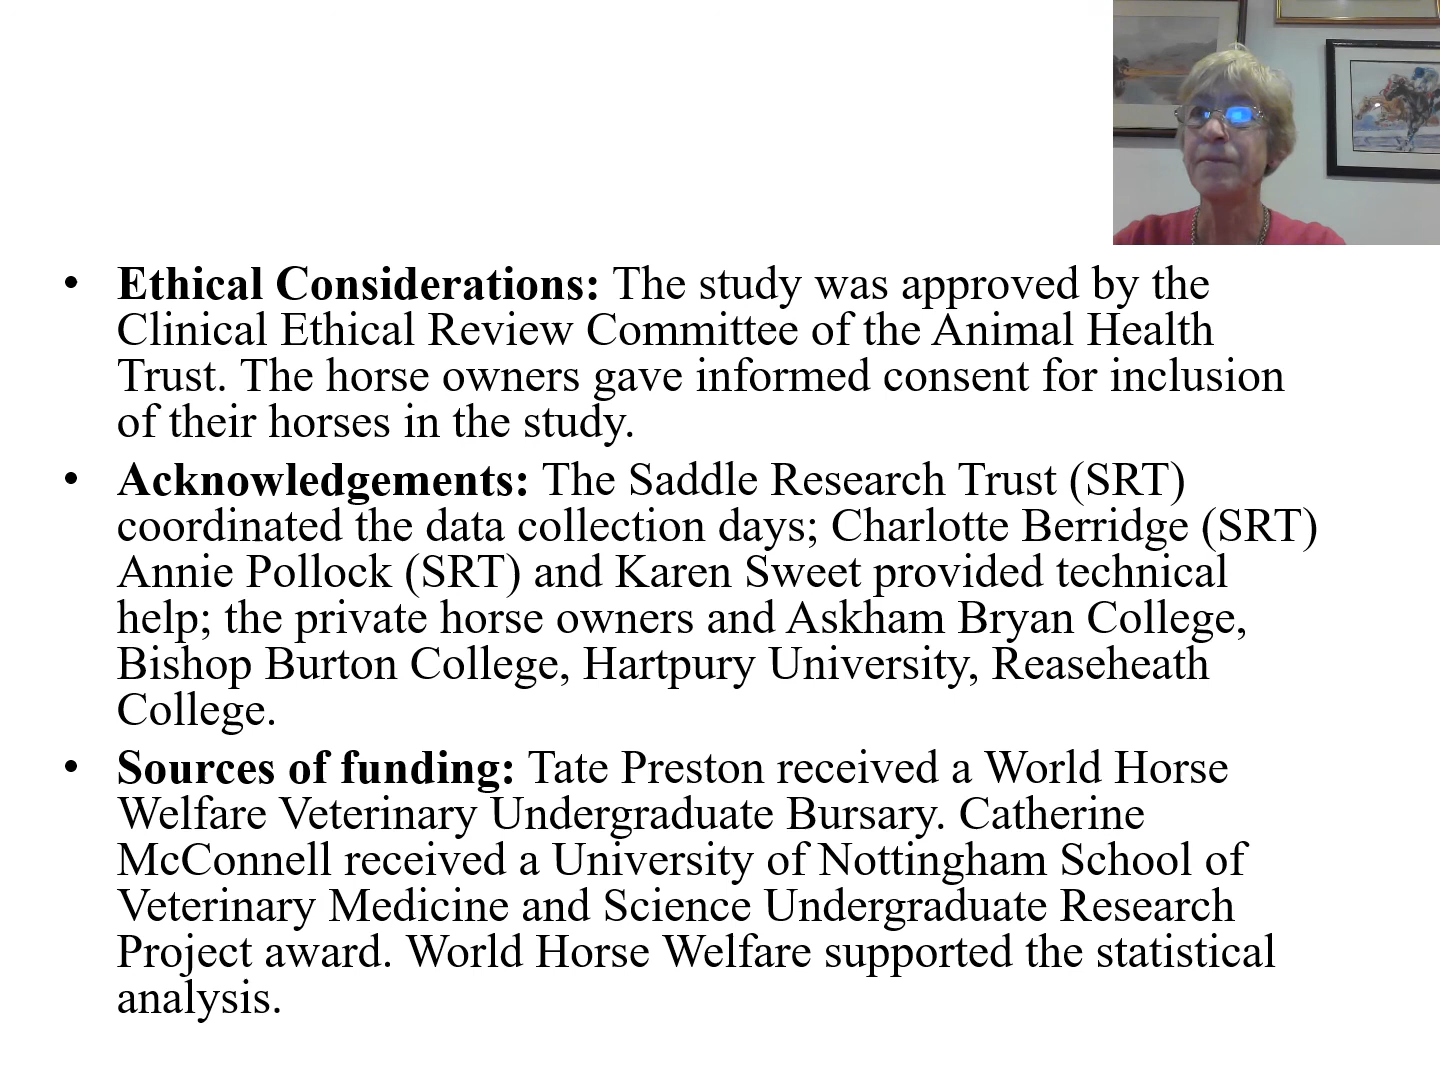 • Ethical Considerations: The study was approved by the
Clinical Ethical Review Committee of the Animal Health
Trust. The horse owners gave informed consent for inclusion
of their horses in the study.
• Acknowledgements: The Saddle Research Trust (SRT)
coordinated the data collection days; Charlotte Berridge (SRT)
Annie Pollock (SRT) and Karen Sweet provided technical
help; the private horse owners and Askham Bryan College,
Bishop Burton College, Hartpury University, Reaseheath
College.
• Sources of funding: Tate Preston received a World Horse
Welfare Veterinary Undergraduate Bursary. Catherine
McConnell received a University of Nottingham School of
Veterinary Medicine and Science Undergraduate Research
Project award. World Horse Welfare supported the statistical
analysis.